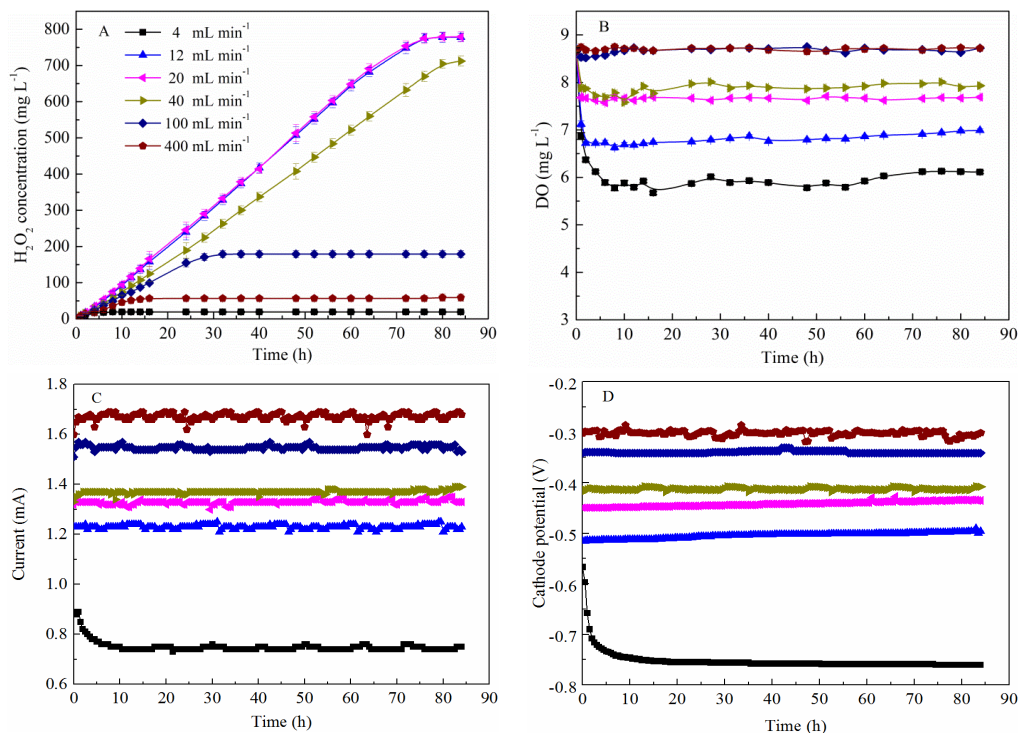 A
4 mL min⁻¹
12 mL min⁻¹
20 mL min⁻¹
40 mL min⁻¹
100 mL min⁻¹
400 mL min⁻¹
H₂O₂ concentration (mg L⁻¹)
800
700
600
500
400
300
200
100
0
0 10 20 30 40 50 60 70 80 90
Time (h)
B
DO (mg L⁻¹)
9
8
7
6
5
4
3
0 10 20 30 40 50 60 70 80 90
Time (h)
C
Current (mA)
1.8
1.6
1.4
1.2
1.0
0.8
0.6
0 10 20 30 40 50 60 70 80 90
Time (h)
D
Cathode potential (V)
-0.2
-0.3
-0.4
-0.5
-0.6
-0.7
-0.8
0 10 20 30 40 50 60 70 80 90
Time (h)